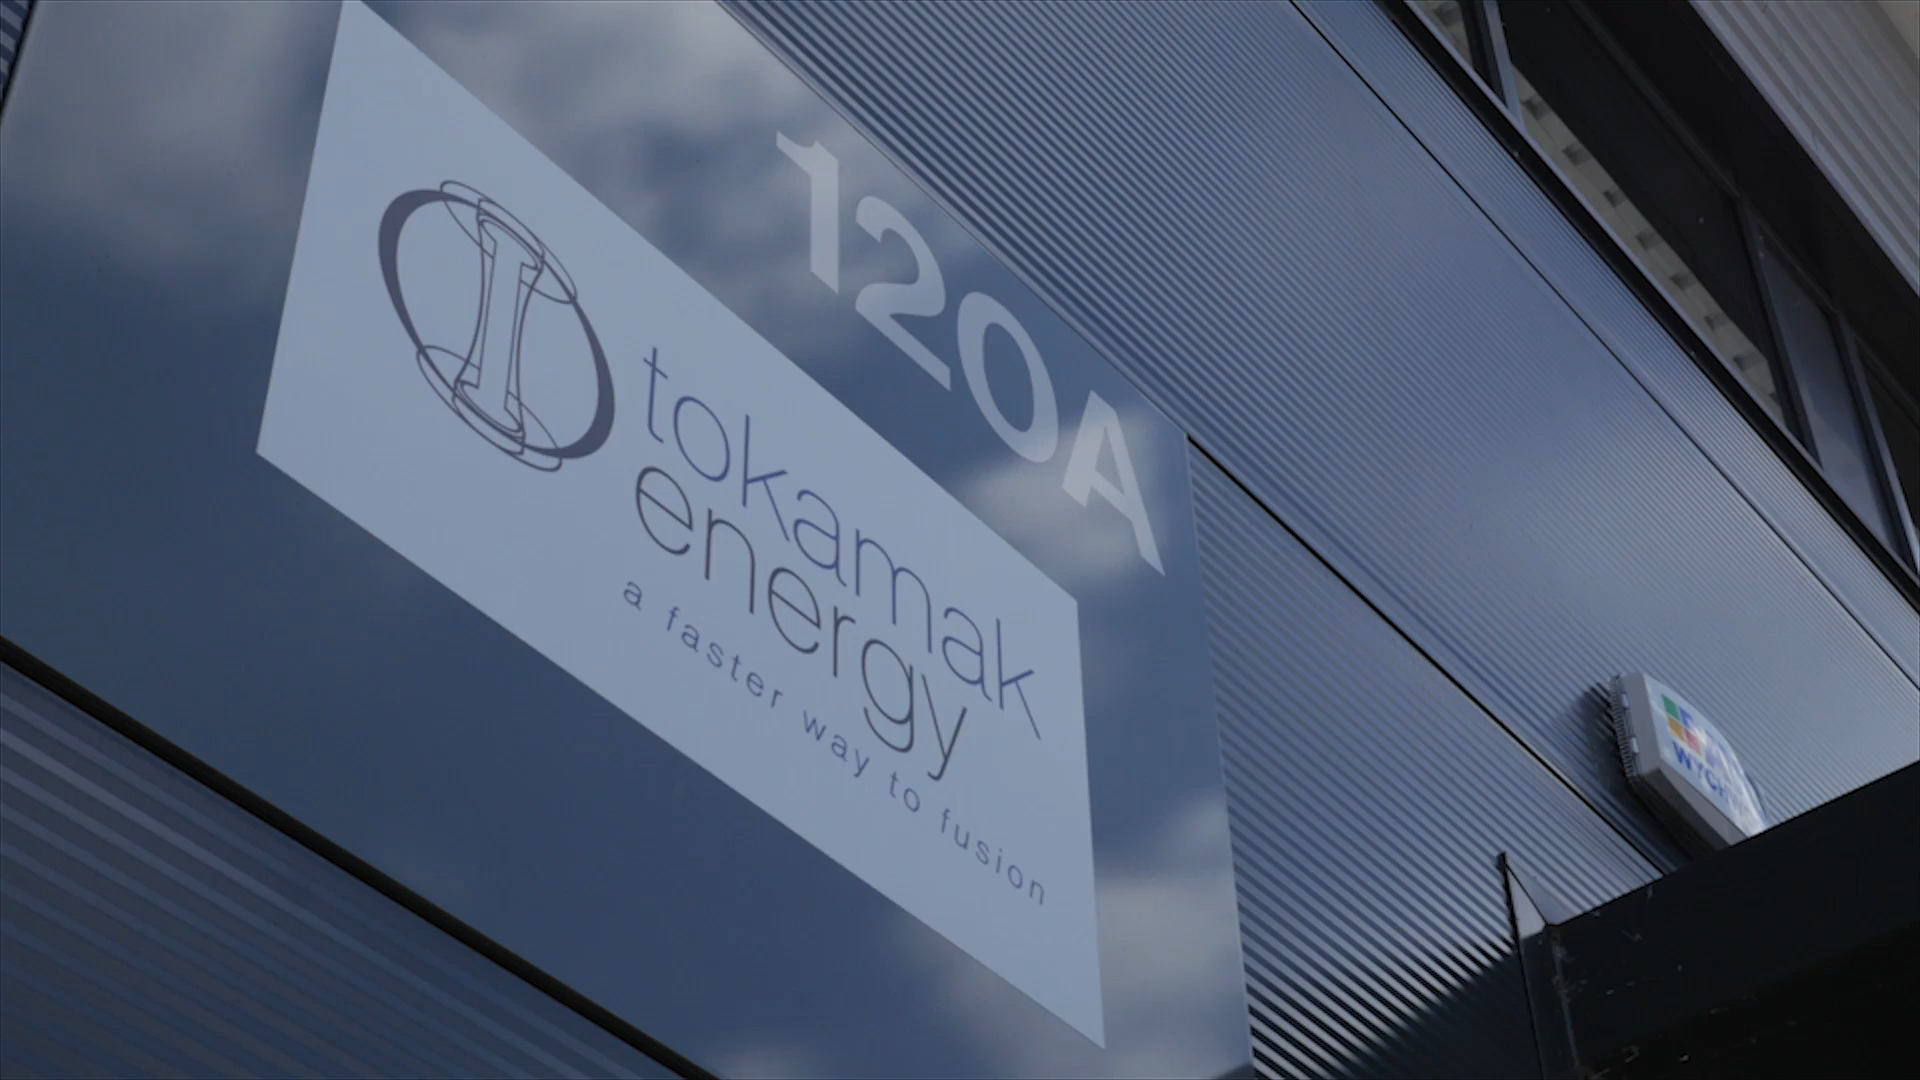 120A
tokamak
energy
a faster way to fusion